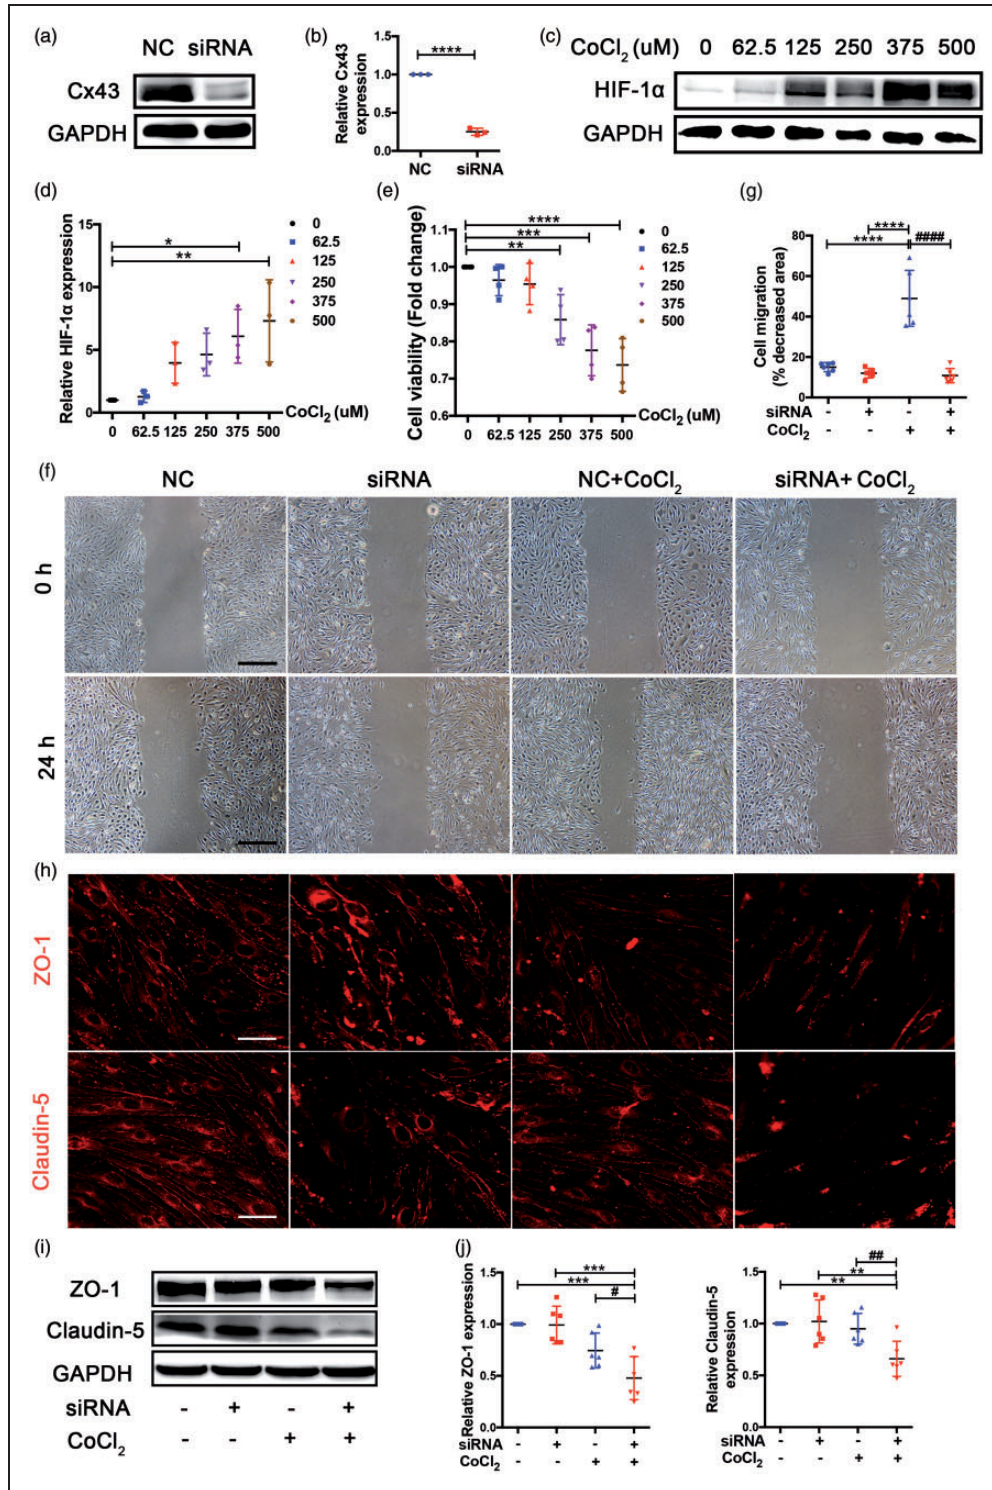 (a)
NC siRNA
Cx43
GAPDH
(b)
****
Relative Cx43
expression
1.5
1.0
0.5
0.0
NC
siRNA
(c)
CoCl2 (uM) 0 62.5 125 250 375 500
HIF-1α
GAPDH
(d)
Relative HIF-1α expression
15
10
5
0
*
**
0
62.5
125
250
375
500
0 62.5 125 250 375 500
CoCl2 (uM)
(e)
Cell viability (Fold change)
1.1
1.0
0.9
0.8
0.7
0.6
****
***
**
0
62.5
125
250
375
500
0 62.5 125 250 375 500
CoCl2 (uM)
(g)
Cell migration
(% decreased area)
80
60
40
20
0
****
**** ####
siRNA - + - +
CoCl2 - - + +
(f)
NC siRNA NC+CoCl2 siRNA+ CoCl2
0 h
24 h
(h)
ZO-1
Claudin-5
(i)
ZO-1
Claudin-5
GAPDH
siRNA - + - +
CoCl2 - - + +
(j)
Relative ZO-1 expression
1.5
1.0
0.5
0.0
***
***
#
siRNA - + - +
CoCl2 - - + +
Relative Claudin-5
expression
1.5
1.0
0.5
0.0
##
**
**
siRNA - + - +
CoCl2 - - + +